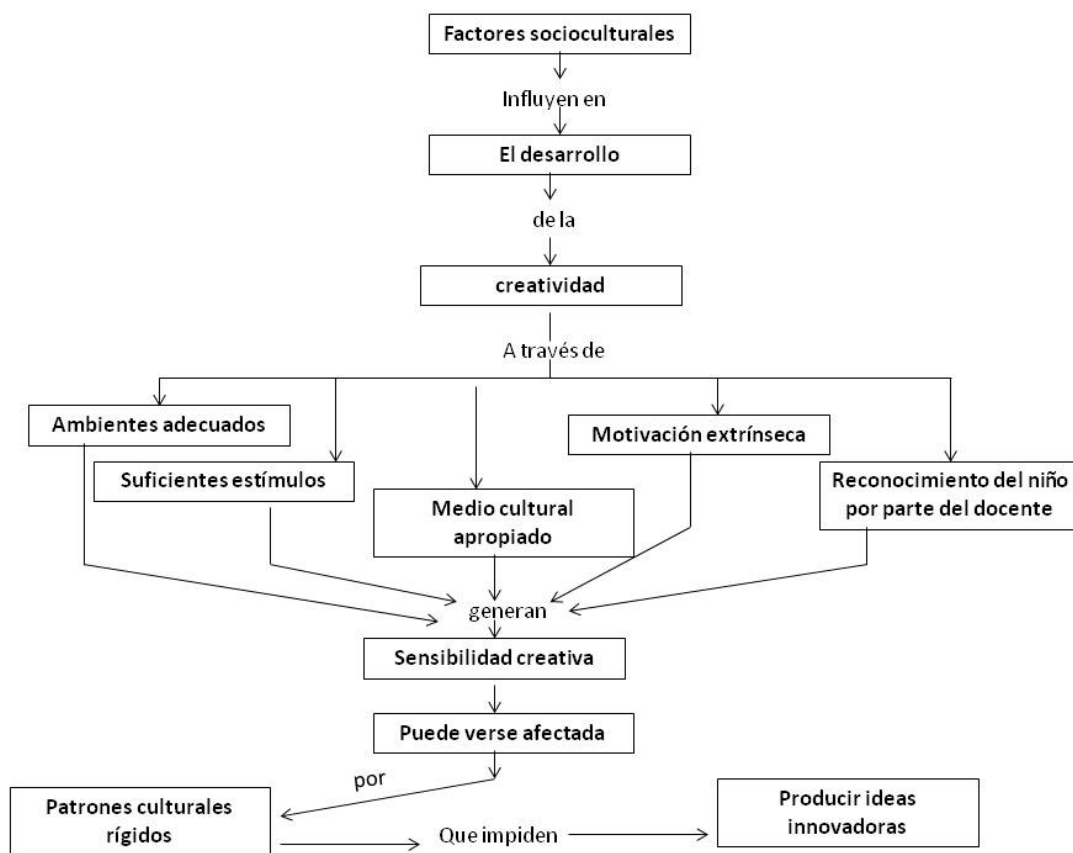 Factores socioculturales
Influyen en
El desarrollo
de la
creatividad
A través de
Ambientes adecuados
Motivación extrínseca
Suficientes estímulos
Reconocimiento del niño
por parte del docente
Medio cultural
apropiado
generan
Sensibilidad creativa
Puede verse afectada
por
Patrones culturales
rígidos
Que impiden
Producir ideas
innovadoras